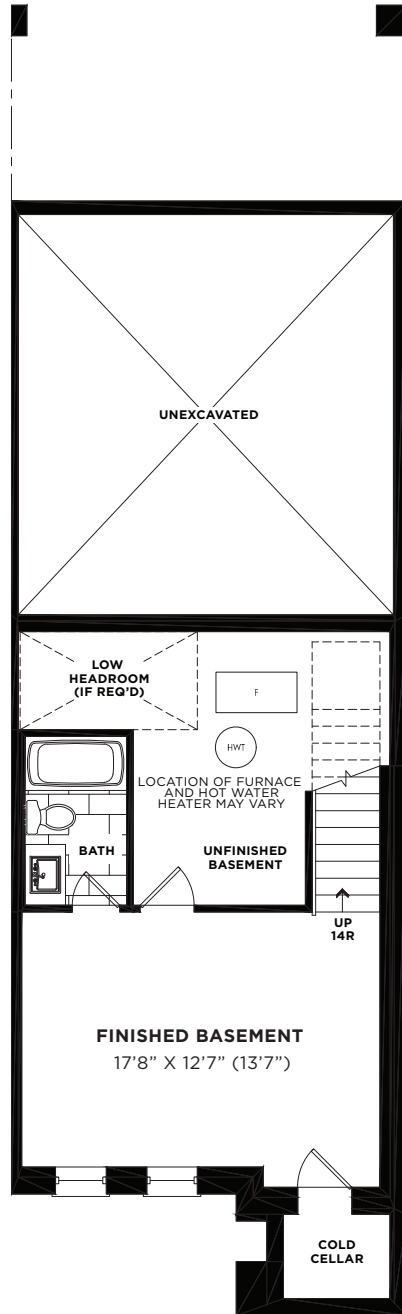 UNEXCAVATED
LOW
HEADROOM
(IF REQ'D)
F
HWT
LOCATION OF FURNACE
AND HOT WATER
HEATER MAY VARY
BATH
UNFINISHED
BASEMENT
UP
14R
FINISHED BASEMENT
17'8" X 12'7" (13'7")
COLD
CELLAR